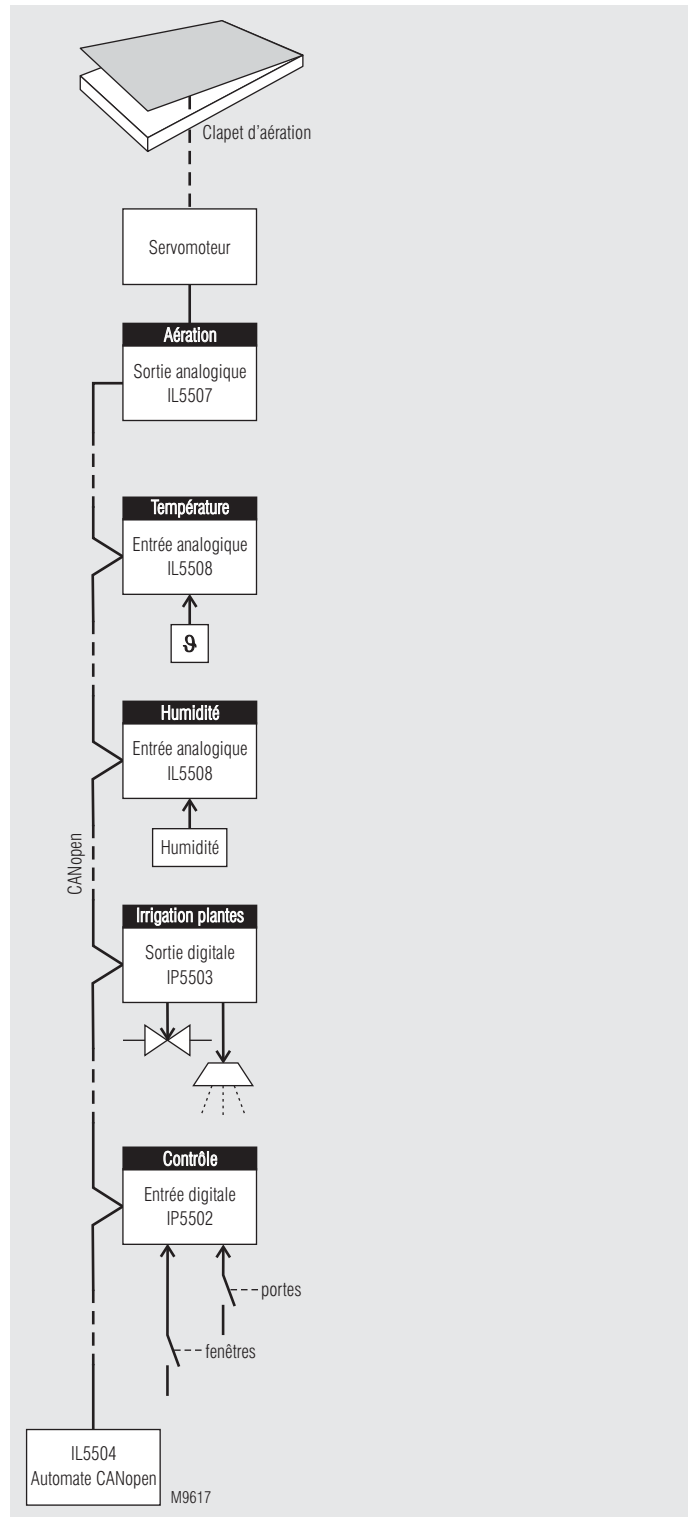 Clapet d'aération
Servomoteur
Aération
Sortie analogique
IL5507
Température
Entrée analogique
IL5508
ϑ
Humidité
Entrée analogique
IL5508
Humidité
CANopen
Irrigation plantes
Sortie digitale
IP5503
Contrôle
Entrée digitale
IP5502
portes
fenêtres
IL5504
Automate CANopen
M9617